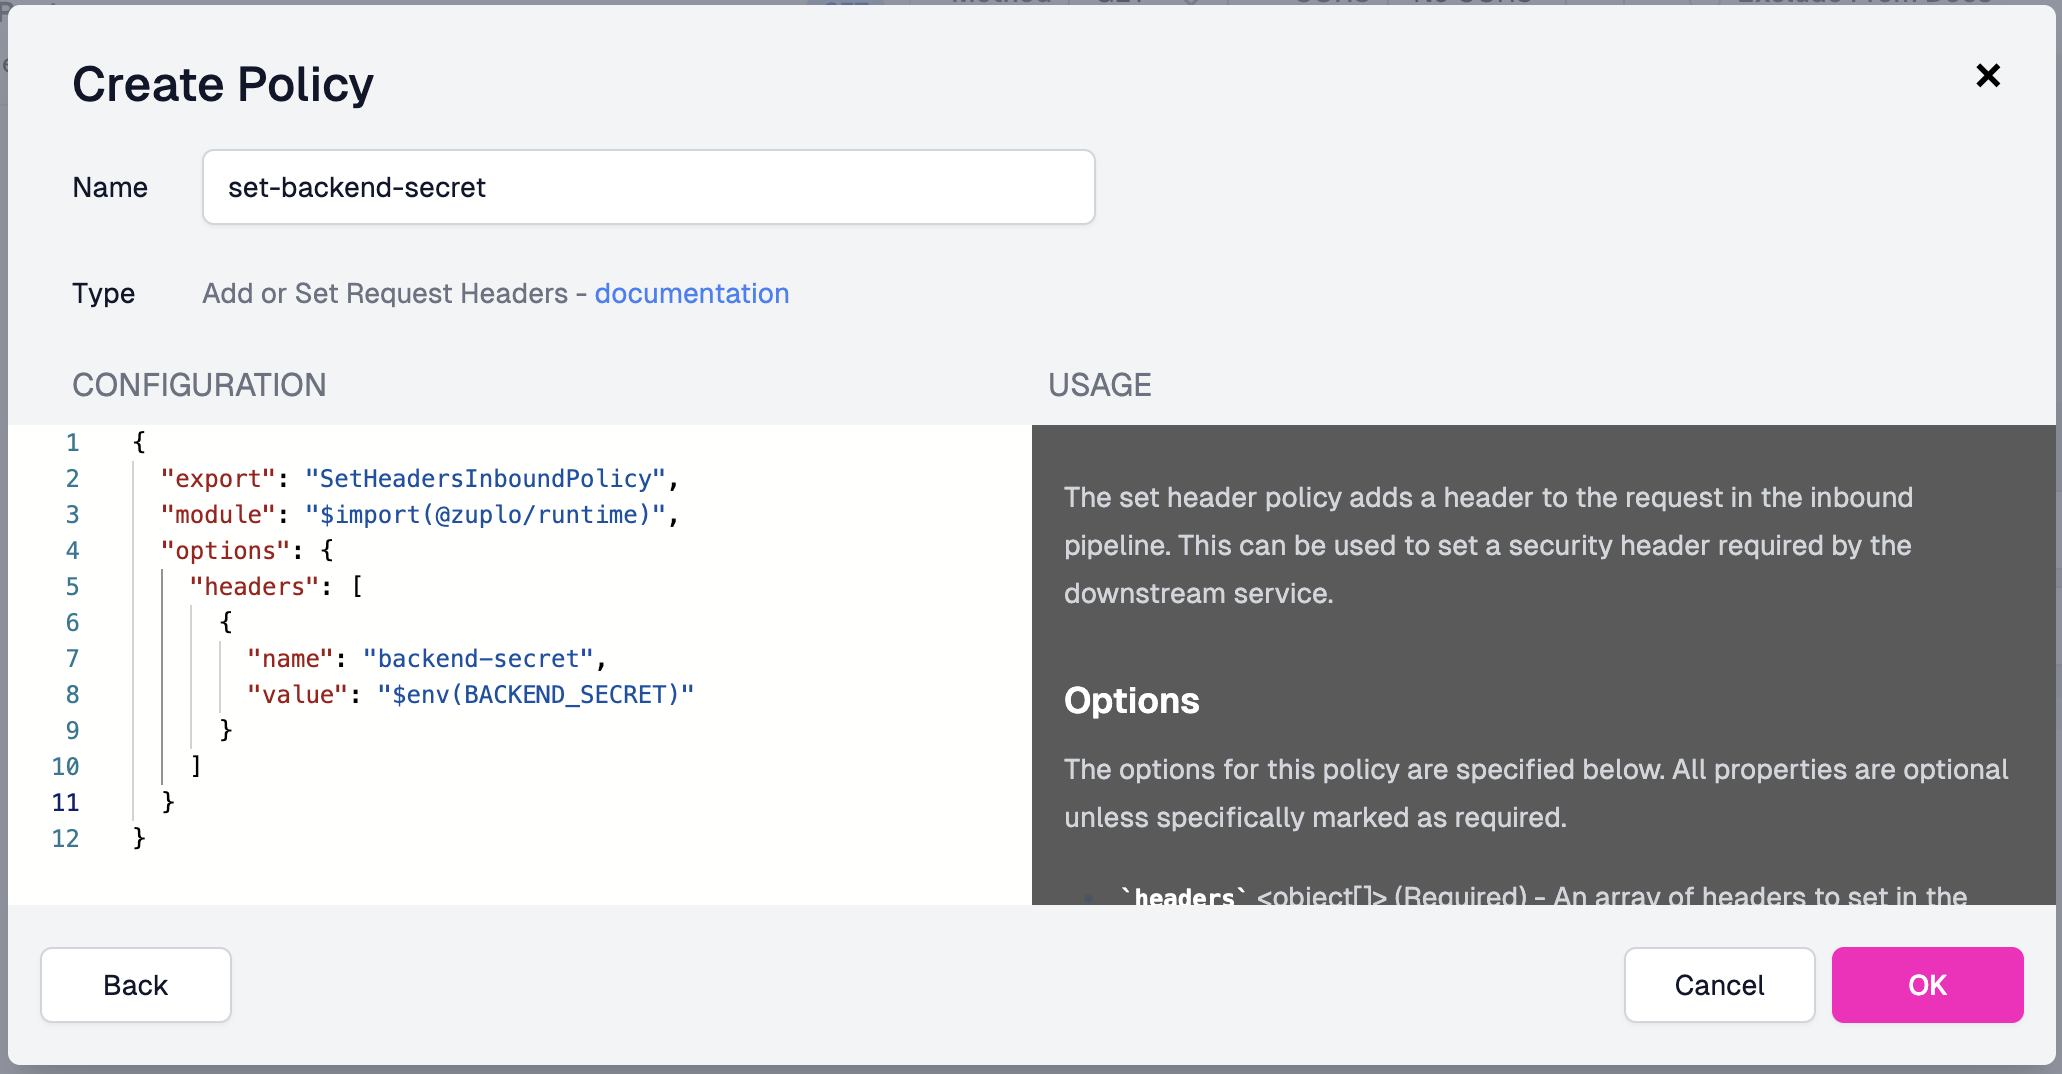 Create Policy
Name
set-backend-secret
Type
Add or Set Request Headers - documentation
CONFIGURATION
USAGE
1 {
2 "export": "SetHeadersInboundPolicy",
3 "module": "$import(@zuplo/runtime)",
4 "options": {
5 "headers": [
6 {
7 "name": "backend-secret",
8 "value": "$env(BACKEND_SECRET)"
9 }
10 ]
11 }
12 }
The set header policy adds a header to the request in the inbound
pipeline. This can be used to set a security header required by the
downstream service.
Options
The options for this policy are specified below. All properties are optional
unless specifically marked as required.
`headers` <object[]> (Required) - An array of headers to set in the
Back
Cancel
OK